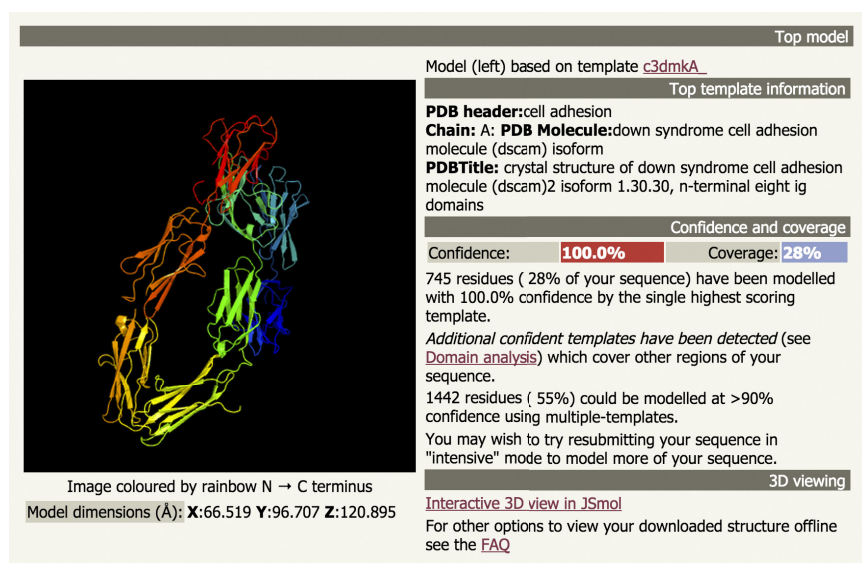 Top model
Model (left) based on template c3dmkA_
Top template information
PDB header:cell adhesion
Chain: A: PDB Molecule:down syndrome cell adhesion
molecule (dscam) isoform
PDBTitle: crystal structure of down syndrome cell adhesion
molecule (dscam)2 isoform 1.30.30, n-terminal eight ig
domains
Confidence and coverage
Confidence: 100.0% Coverage: 28%
745 residues ( 28% of your sequence) have been modelled
with 100.0% confidence by the single highest scoring
template.
Additional confident templates have been detected (see
Domain analysis) which cover other regions of your
sequence.
1442 residues ( 55%) could be modelled at >90%
confidence using multiple-templates.
You may wish to try resubmitting your sequence in
"intensive" mode to model more of your sequence.
3D viewing
Interactive 3D view in JSmol
For other options to view your downloaded structure offline
see the FAQ
Image coloured by rainbow N → C terminus
Model dimensions (Å): X:66.519 Y:96.707 Z:120.895